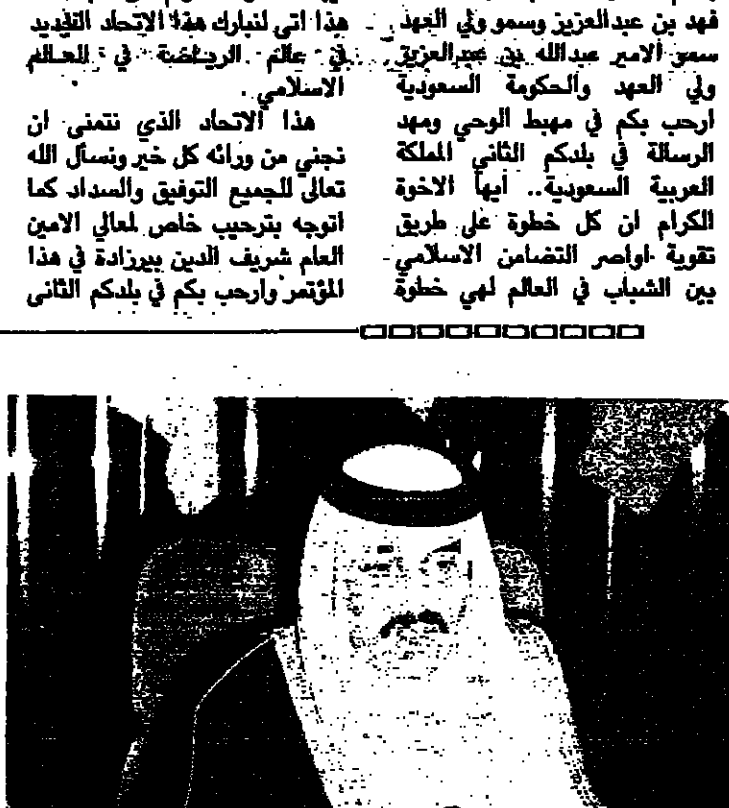 فهد بن عبدالعزيز وسمو ولي العهد
سمو الامير عبدالله بن عبدالعزيز
ولي العهد والحكومة السعودية
ارحب بكم في مهبط الوحي ومهد
الرسالة في بلدكم الثاني المملكة
العربية السعودية.. ايها الاخوة
الكرام ان كل خطوة على طريق
تقوية اواصر التضامن الاسلامي
بين الشباب في العالم لهي خطوة
هذا اتى لنبارك هذا الاتحاد
في عالم الرياضة في العالم
الاسلامي .
هذا الاتحاد الذي نتمنى ان
نجني من ورائه كل خير ونسأل الله
تعالى للجميع التوفيق والسداد كما
اتوجه بترحيب خاص لمعالي الامين
العام شريف الدين بيرزادة في هذا
المؤتمر وارحب بكم في بلدكم الثاني